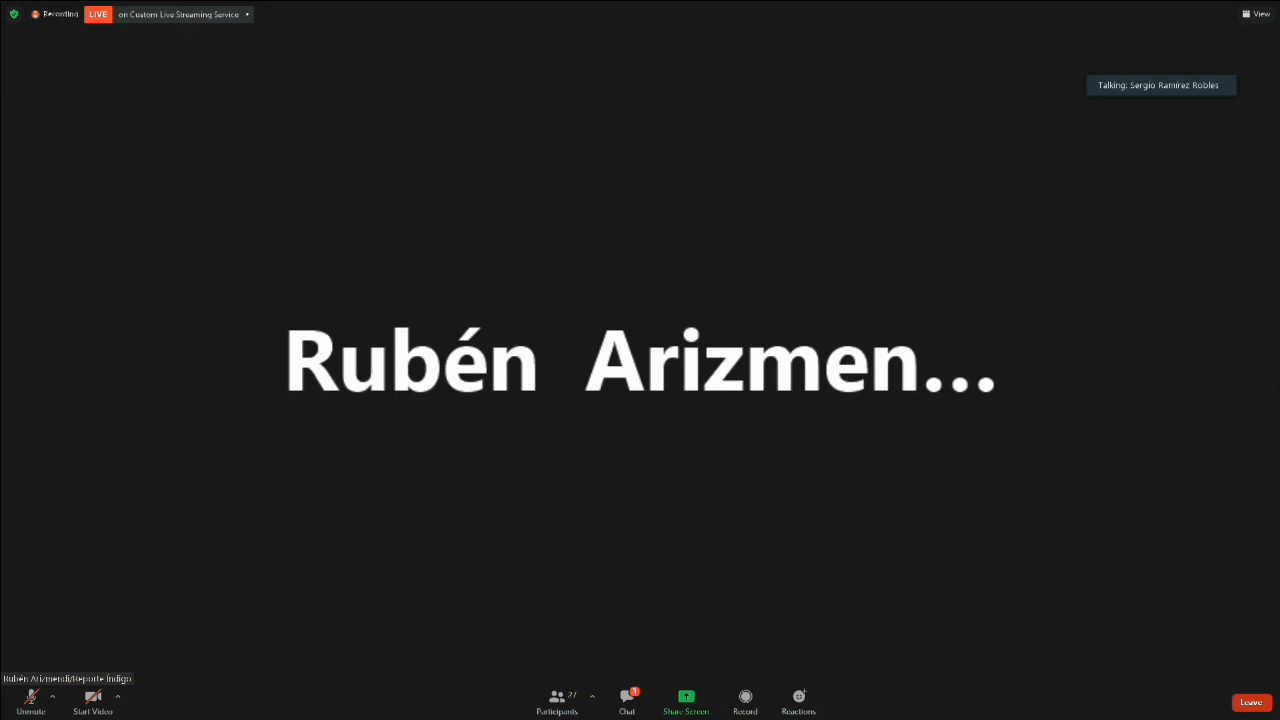 Recording LIVE on Custom Live Streaming Service View
Talking: Sergio Ramírez Robles
Rubén Arizmen...
Rubén Arizmendi/Reporte Índigo
27 3
Unmute Start Video Participants Chat Share Screen Record Reactions Leave